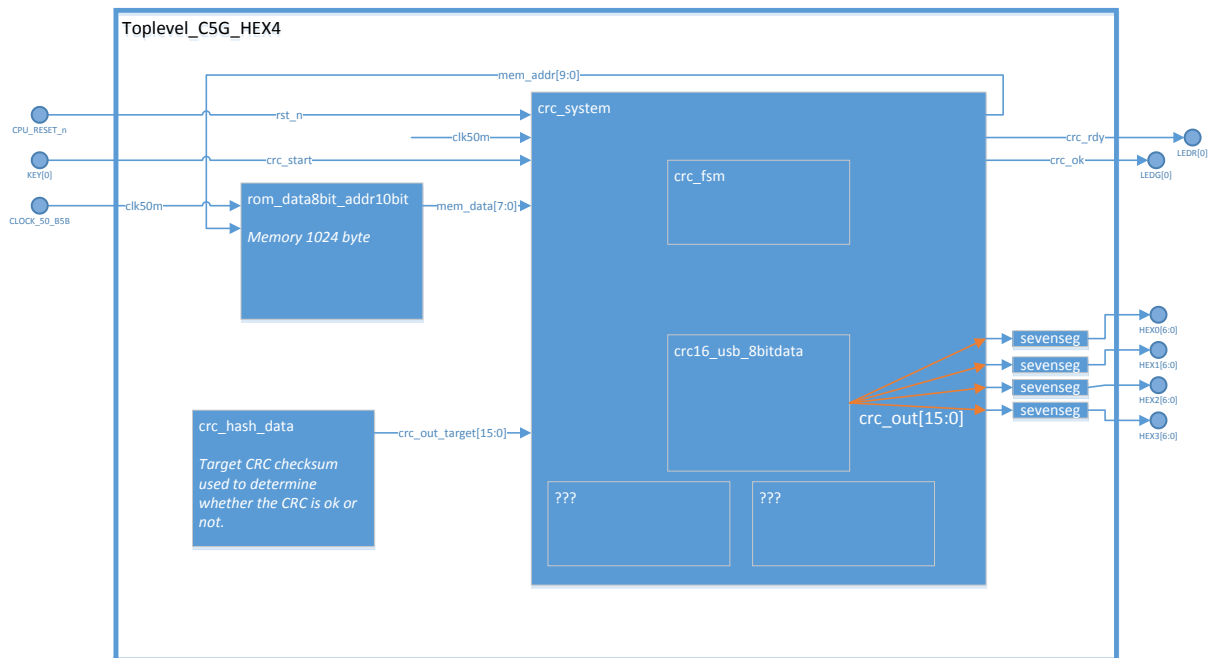 Toplevel_C5G_HEX4
mem_addr[9:0]
crc_system
CPU_RESET_n
rst_n
clk50m
crc_rdy
LEDR[0]
KEY[0]
crc_start
crc_ok
LEDG[0]
crc_fsm
CLOCK_50_B5B
clk50m
rom_data8bit_addr10bit
Memory 1024 byte
mem_data[7:0]
crc16_usb_8bitdata
crc_out[15:0]
sevenseg
HEX0[6:0]
sevenseg
HEX1[6:0]
sevenseg
HEX2[6:0]
sevenseg
HEX3[6:0]
crc_hash_data
Target CRC checksum
used to determine
whether the CRC is ok or
not.
crc_out_target[15:0]
???
???